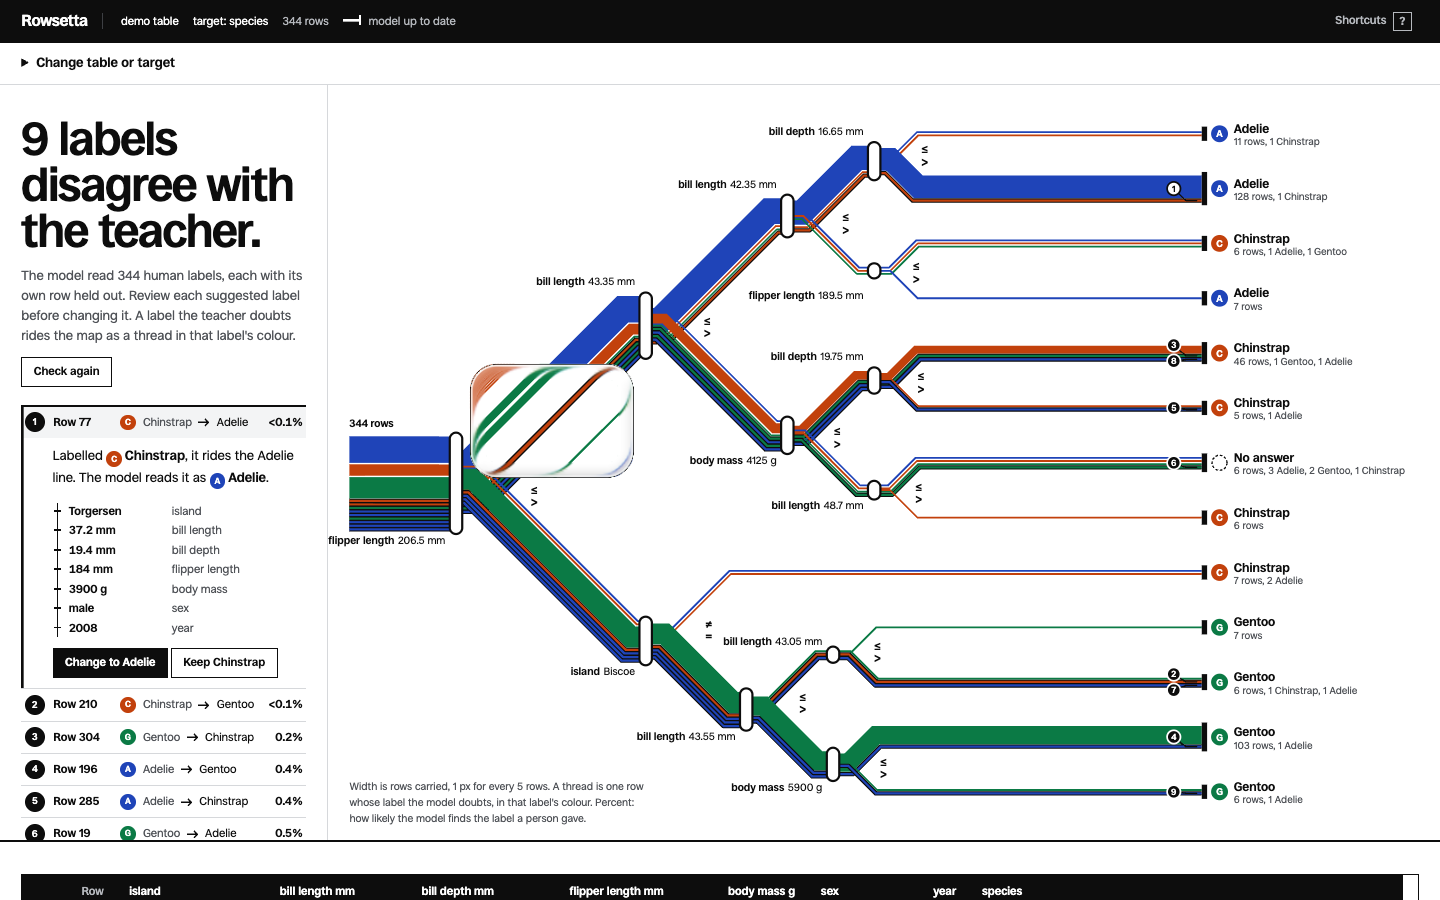 Rowsetta
demo table target: species 344 rows model up to date
Shortcuts ?
Change table or target
9 labels
disagree with
the teacher.
The model read 344 human labels, each with its
own row held out. Review each suggested label
before changing it. A label the teacher doubts
rides the map as a thread in that label's colour.
Check again
1 Row 77 C Chinstrap → Adelie <0.1%
Labelled C Chinstrap, it rides the Adelie
line. The model reads it as A Adelie.
Torgersen island
37.2 mm bill length
19.4 mm bill depth
184 mm flipper length
3900 g body mass
male sex
2008 year
Change to Adelie Keep Chinstrap
2 Row 210 C Chinstrap → Gentoo <0.1%
3 Row 304 G Gentoo → Chinstrap 0.2%
4 Row 196 A Adelie → Gentoo 0.4%
5 Row 285 A Adelie → Chinstrap 0.4%
6 Row 19 G Gentoo → Adelie 0.5%
344 rows
flipper length 206.5 mm
≤
>
bill length 43.35 mm
≤
>
bill length 42.35 mm
≤
>
bill depth 16.65 mm
≤
>
flipper length 189.5 mm
≤
>
bill depth 19.75 mm
≤
>
body mass 4125 g
≤
>
bill length 48.7 mm
≤
>
island Biscoe
≠
=
bill length 43.05 mm
≤
>
bill length 43.55 mm
≤
>
body mass 5900 g
≤
>
A Adelie
11 rows, 1 Chinstrap
1 A Adelie
128 rows, 1 Chinstrap
C Chinstrap
6 rows, 1 Adelie, 1 Gentoo
A Adelie
7 rows
3 8 C Chinstrap
46 rows, 1 Gentoo, 1 Adelie
5 C Chinstrap
5 rows, 1 Adelie
6 No answer
6 rows, 3 Adelie, 2 Gentoo, 1 Chinstrap
C Chinstrap
6 rows
C Chinstrap
7 rows, 2 Adelie
G Gentoo
7 rows
2 7 G Gentoo
6 rows, 1 Chinstrap, 1 Adelie
4 G Gentoo
103 rows, 1 Adelie
9 G Gentoo
6 rows, 1 Adelie
Width is rows carried, 1 px for every 5 rows. A thread is one row
whose label the model doubts, in that label's colour. Percent:
how likely the model finds the label a person gave.
Row island bill length mm bill depth mm flipper length mm body mass g sex year species